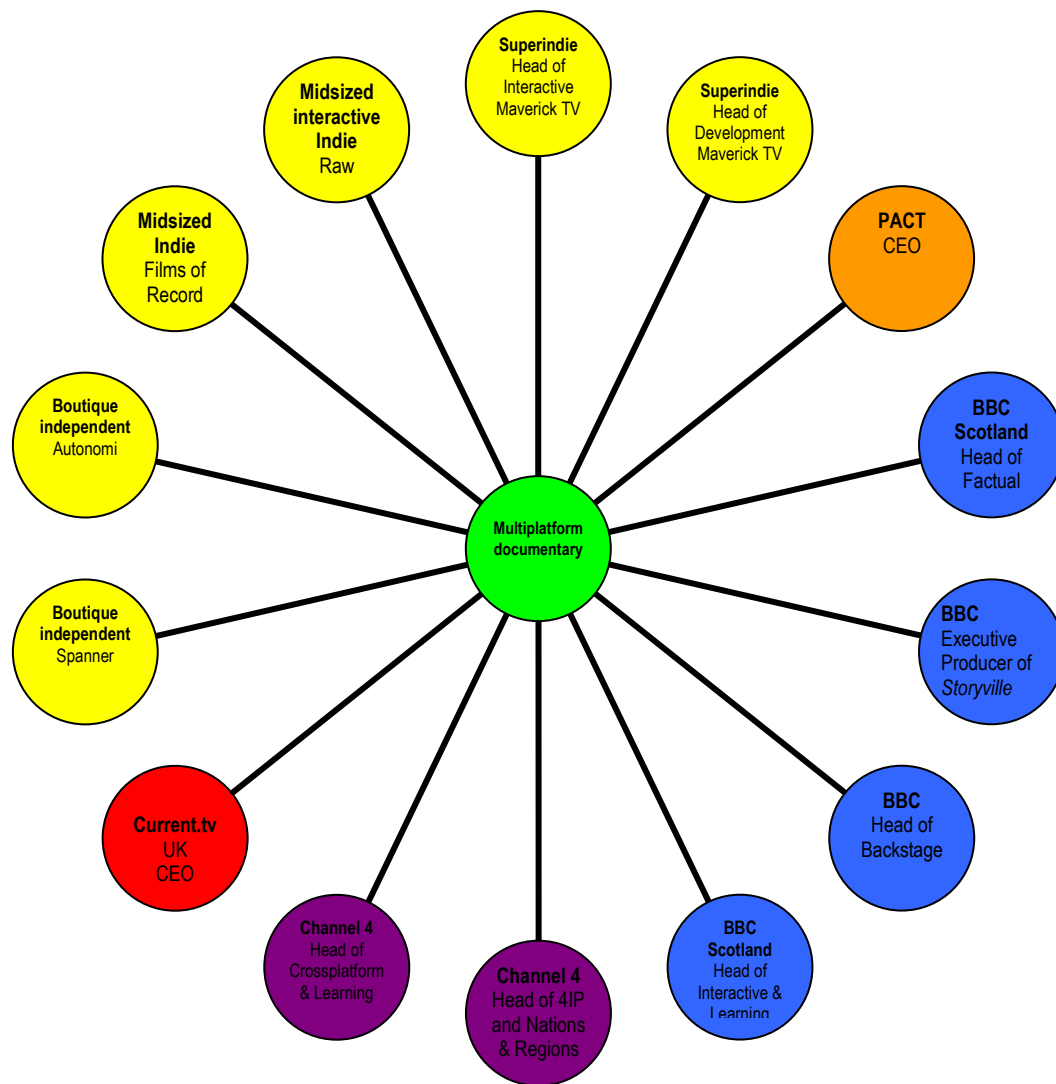 Superindie
Head of
Interactive
Maverick TV
Superindie
Head of
Development
Maverick TV
PACT
CEO
BBC
Scotland
Head of
Factual
BBC
Executive
Producer of
Storyville
BBC
Head of
Backstage
BBC
Scotland
Head of
Interactive &
Learning
Channel 4
Head of 4IP
and Nations
& Regions
Channel 4
Head of
Crossplatform
& Learning
Current.tv
UK
CEO
Boutique
independent
Spanner
Boutique
independent
Autonomi
Midsized
Indie
Films of
Record
Midsized
interactive
Indie
Raw
Multiplatform
documentary